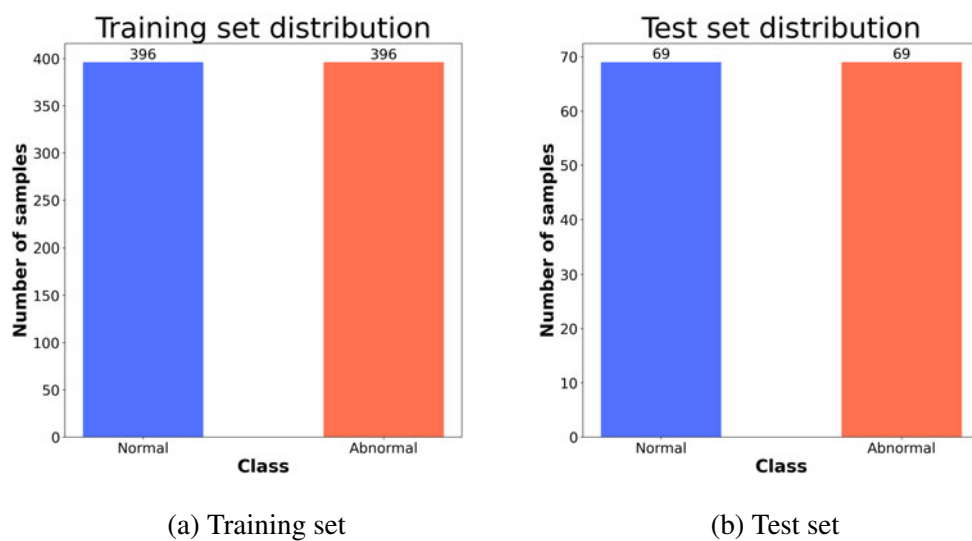 Training set distribution
396 396
400
350
300
250
200
150
100
50
0
Number of samples
Normal Abnormal
Class
(a) Training set
Test set distribution
69 69
70
60
50
40
30
20
10
0
Number of samples
Normal Abnormal
Class
(b) Test set